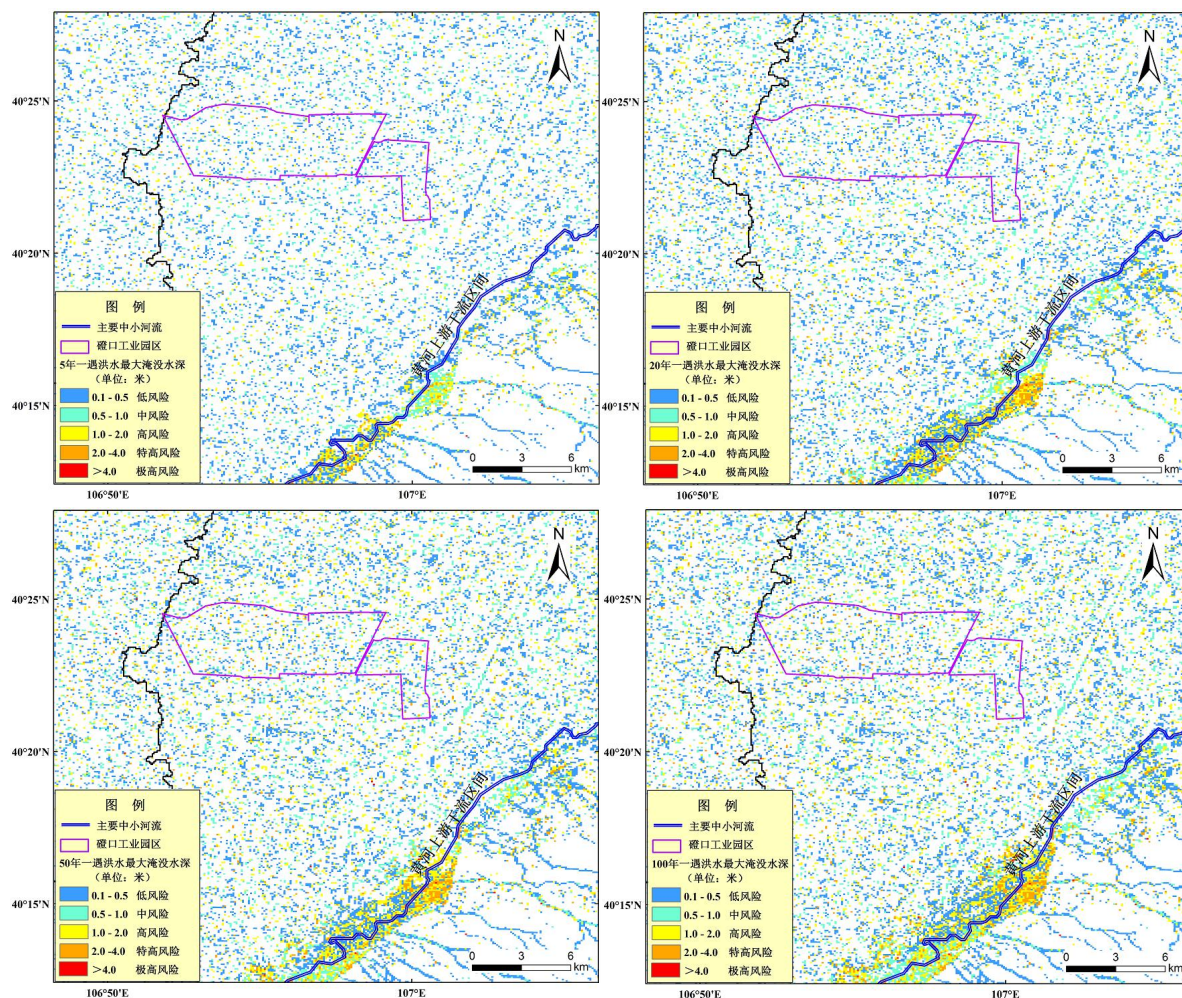 N
40°25'N
40°20'N
40°15'N
106°50'E
107°E
黄河上游干流区间
图 例
主要中小河流
磴口工业园区
5年一遇洪水最大淹没水深
（单位：米）
0.1 - 0.5 低风险
0.5 - 1.0 中风险
1.0 - 2.0 高风险
2.0 -4.0 特高风险
＞4.0 极高风险
0 3 6
km
N
40°25'N
40°20'N
40°15'N
106°50'E
107°E
黄河上游干流区间
图 例
主要中小河流
磴口工业园区
20年一遇洪水最大淹没水深
（单位：米）
0.1 - 0.5 低风险
0.5 - 1.0 中风险
1.0 - 2.0 高风险
2.0 -4.0 特高风险
＞4.0 极高风险
0 3 6
km
N
40°25'N
40°20'N
40°15'N
106°50'E
107°E
黄河上游干流区间
图 例
主要中小河流
磴口工业园区
50年一遇洪水最大淹没水深
（单位：米）
0.1 - 0.5 低风险
0.5 - 1.0 中风险
1.0 - 2.0 高风险
2.0 -4.0 特高风险
＞4.0 极高风险
0 3 6
km
N
40°25'N
40°20'N
40°15'N
106°50'E
107°E
黄河上游干流区间
图 例
主要中小河流
磴口工业园区
100年一遇洪水最大淹没水深
（单位：米）
0.1 - 0.5 低风险
0.5 - 1.0 中风险
1.0 - 2.0 高风险
2.0 -4.0 特高风险
＞4.0 极高风险
0 3 6
km